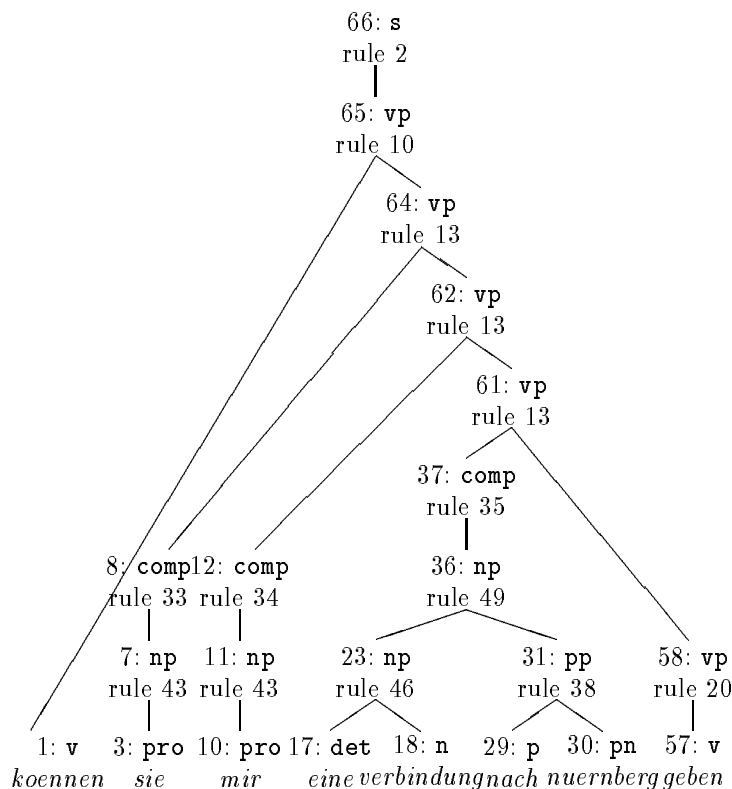 66: s
rule 2
65: vp
rule 10
64: vp
rule 13
62: vp
rule 13
61: vp
rule 13
37: comp
rule 35
8: comp 12: comp 36: np
rule 33 rule 34 rule 49
7: np 11: np 23: np 31: pp 58: vp
rule 43 rule 43 rule 46 rule 38 rule 20
1: v 3: pro 10: pro 17: det 18: n 29: p 30: pn 57: v
koennen sie mir eine verbindung nach nuernberg geben